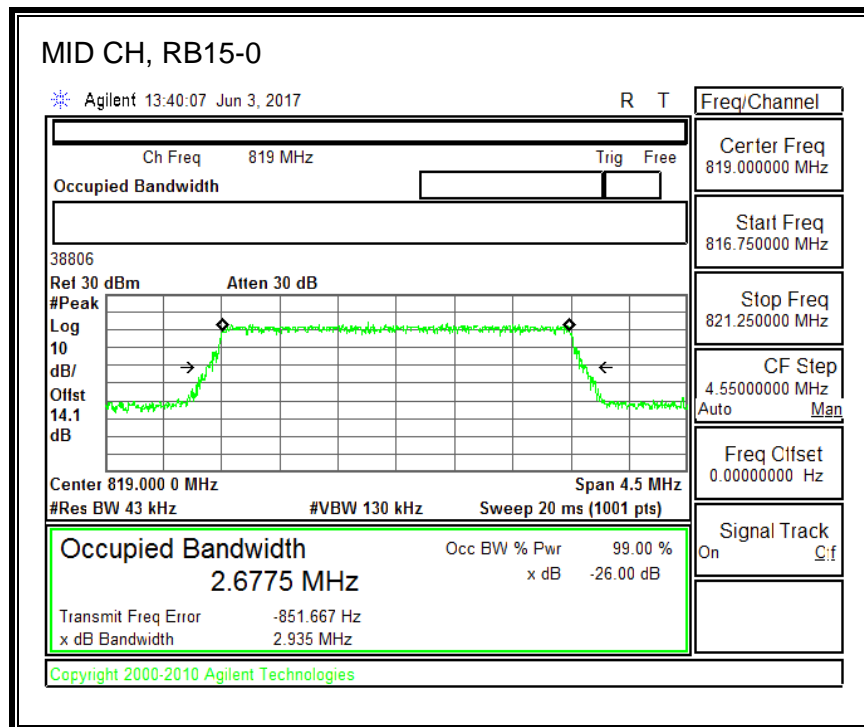 MID CH, RB15-0
Agilent 13:40:07 Jun 3, 2017 R T
Freq/Channel
Ch Freq 819 MHz Trig Free
Occupied Bandwidth
Center Freq
819.000000 MHz
Start Freq
816.750000 MHz
38806
Ref 30 dBm Atten 30 dB
#Peak
Log
10
dB/
Offst
14.1
dB
Stop Freq
821.250000 MHz
CF Step
4.55000000 MHz
Auto Man
Freq Offset
0.00000000 Hz
Center 819.000 0 MHz Span 4.5 MHz
#Res BW 43 kHz #VBW 130 kHz Sweep 20 ms (1001 pts)
Signal Track
On Off
Occupied Bandwidth Occ BW % Pwr 99.00 %
2.6775 MHz x dB -26.00 dB
Transmit Freq Error -851.667 Hz
x dB Bandwidth 2.935 MHz
Copyright 2000-2010 Agilent Technologies